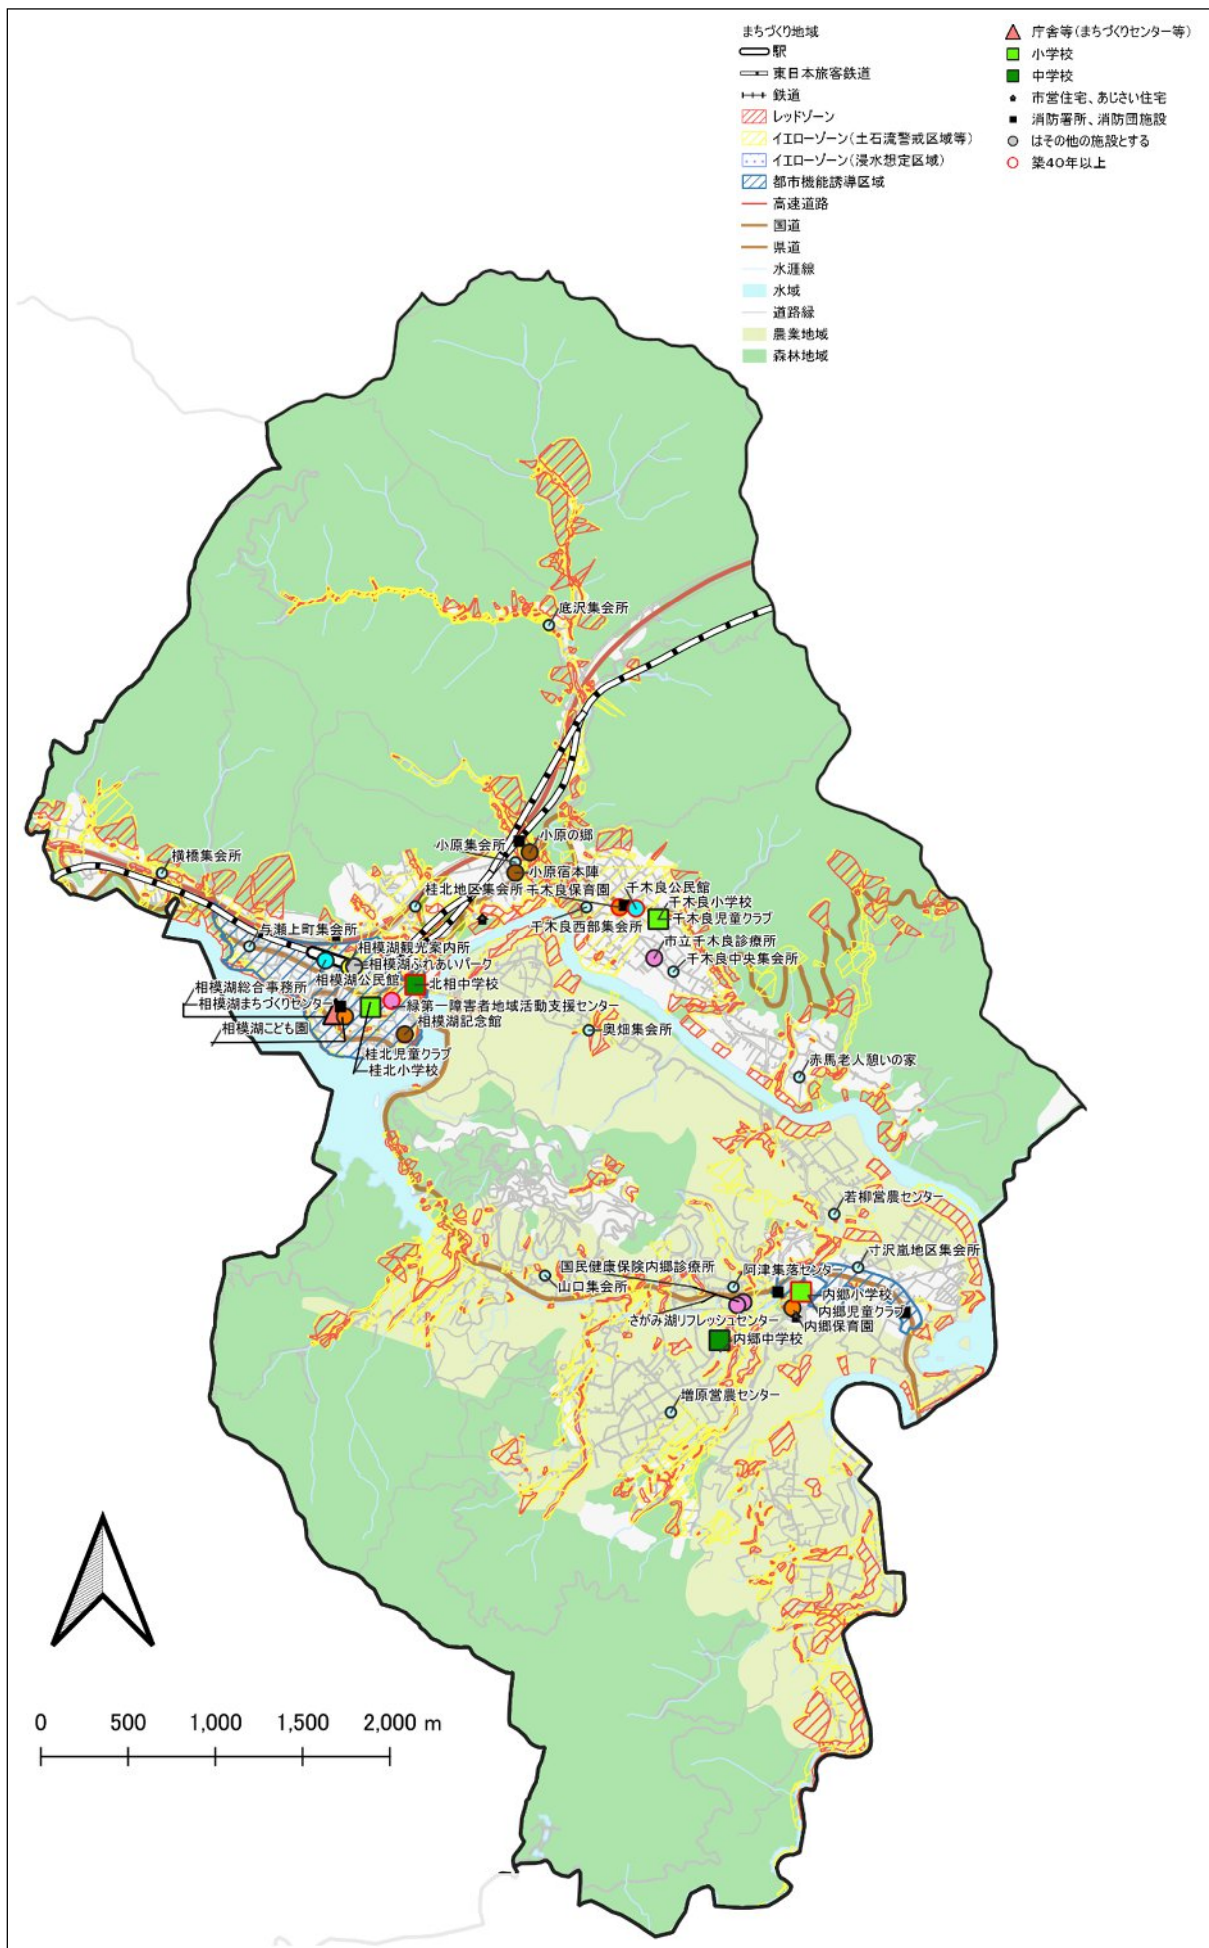 まちづくり地域
駅
東日本旅客鉄道
鉄道
レッドゾーン
イエローゾーン(土石流警戒区域等)
イエローゾーン(浸水想定区域)
都市機能誘導区域
高速道路
国道
県道
水涯線
水域
道路縁
農業地域
森林地域
庁舎等(まちづくりセンター等)
小学校
中学校
市営住宅、あじさい住宅
消防署所、消防団施設
はその他の施設とする
築40年以上
底沢集会所
小原の郷
小原集会所
横橋集会所
小原宿本陣
桂北地区集会所
千木良保育園
千木良公民館
千木良小学校
千木良児童クラブ
千木良西部集会所
与瀬上町集会所
市立千木良診療所
相模湖観光案内所
千木良中央集会所
相模湖ふれあいパーク
相模湖公民館
北相中学校
相模湖総合事務所
相模湖まちづくりセンター
緑第一障害者地域活動支援センター
相模湖記念館
相模湖こども園
奥畑集会所
桂北児童クラブ
桂北小学校
赤馬老人憩いの家
若柳営農センター
寸沢嵐地区集会所
国民健康保険内郷診療所
阿津集落センター
山口集会所
内郷小学校
内郷児童クラブ
さがみ湖リフレッシュセンター
内郷保育園
内郷中学校
増原営農センター
0 500 1,000 1,500 2,000 m